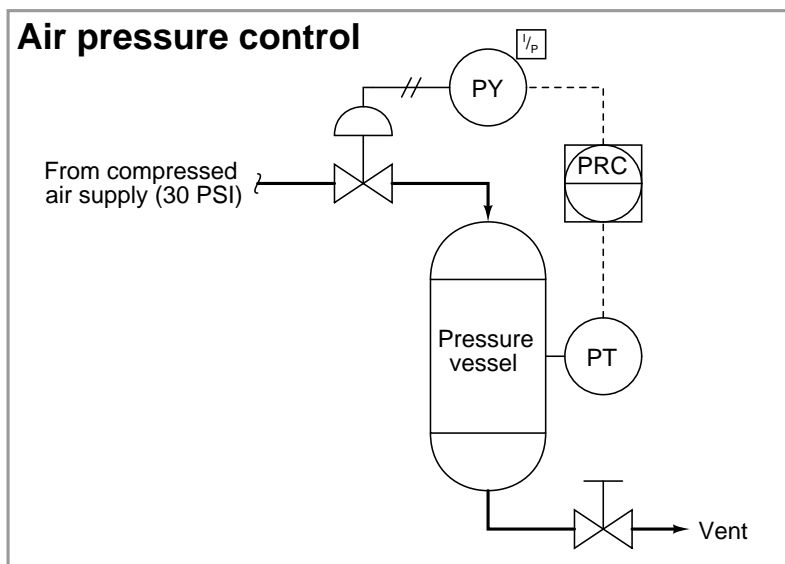 Air pressure control
I/P
PY
From compressed
air supply (30 PSI)
PRC
Pressure
vessel
PT
Vent